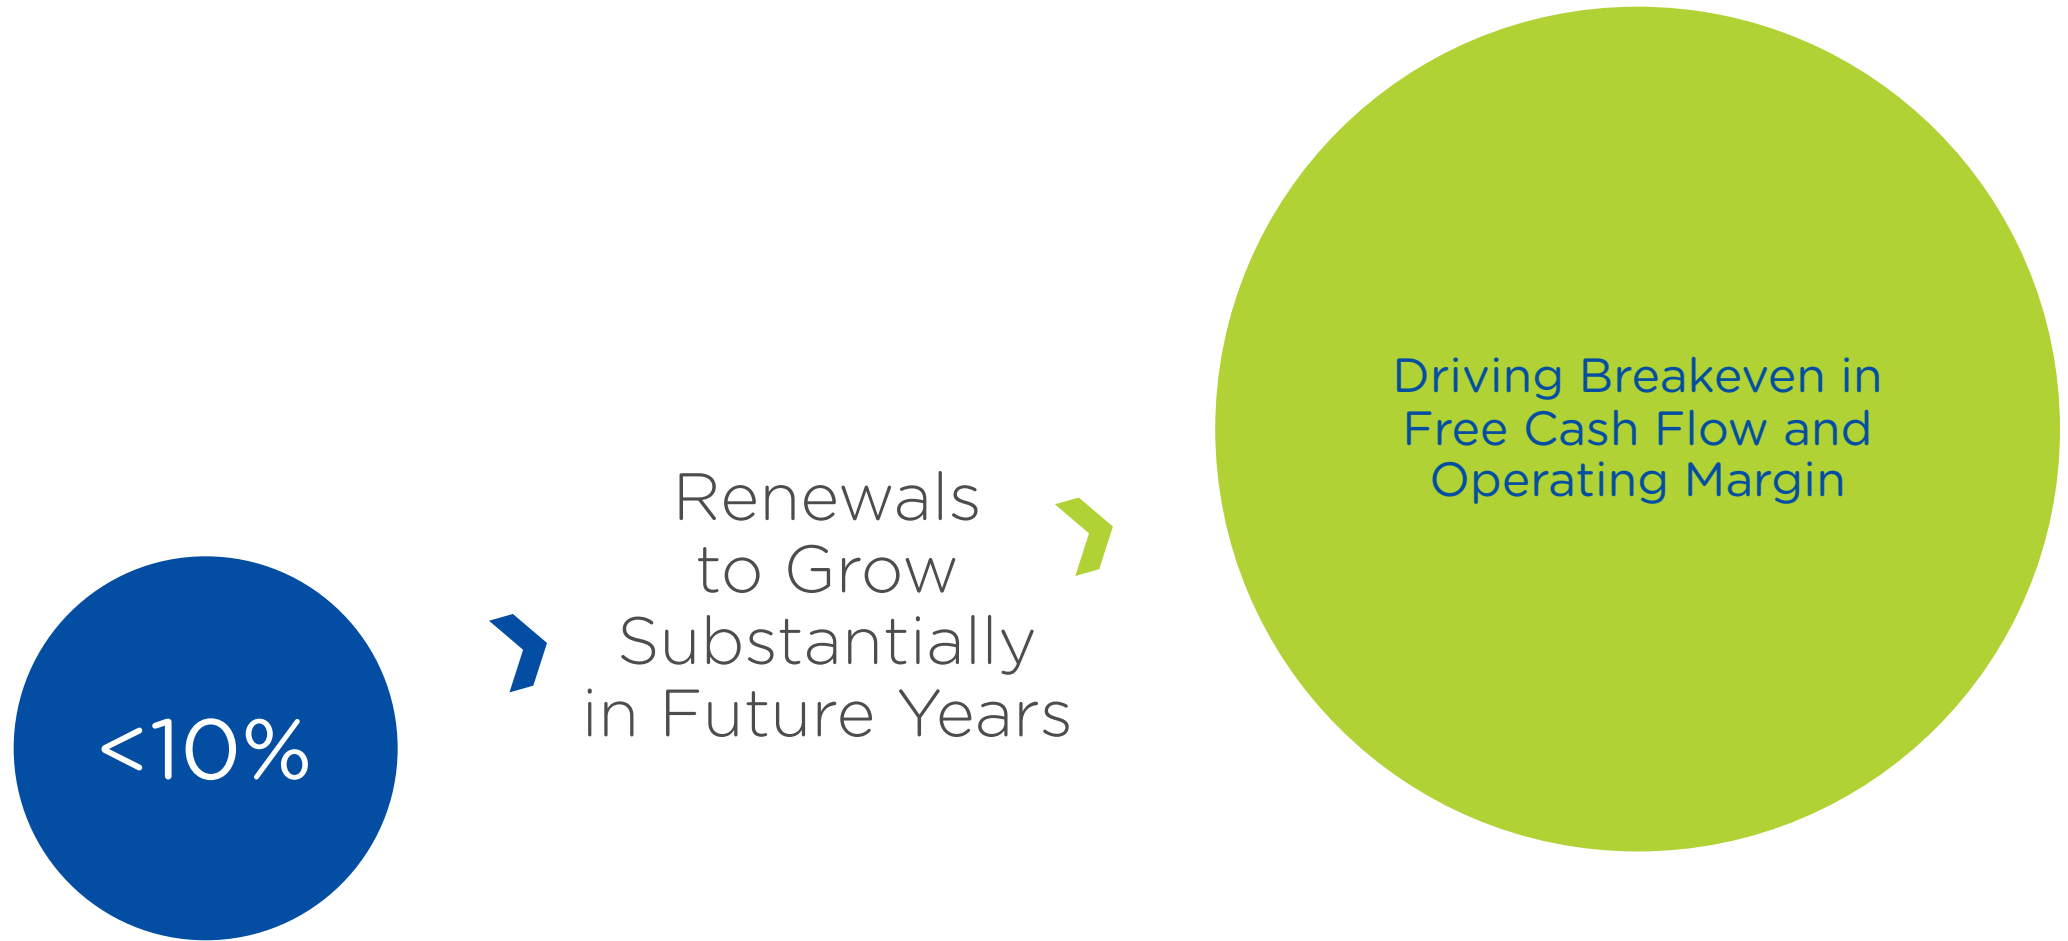 <10%
Renewals
to Grow
Substantially
in Future Years
Driving Breakeven in
Free Cash Flow and
Operating Margin